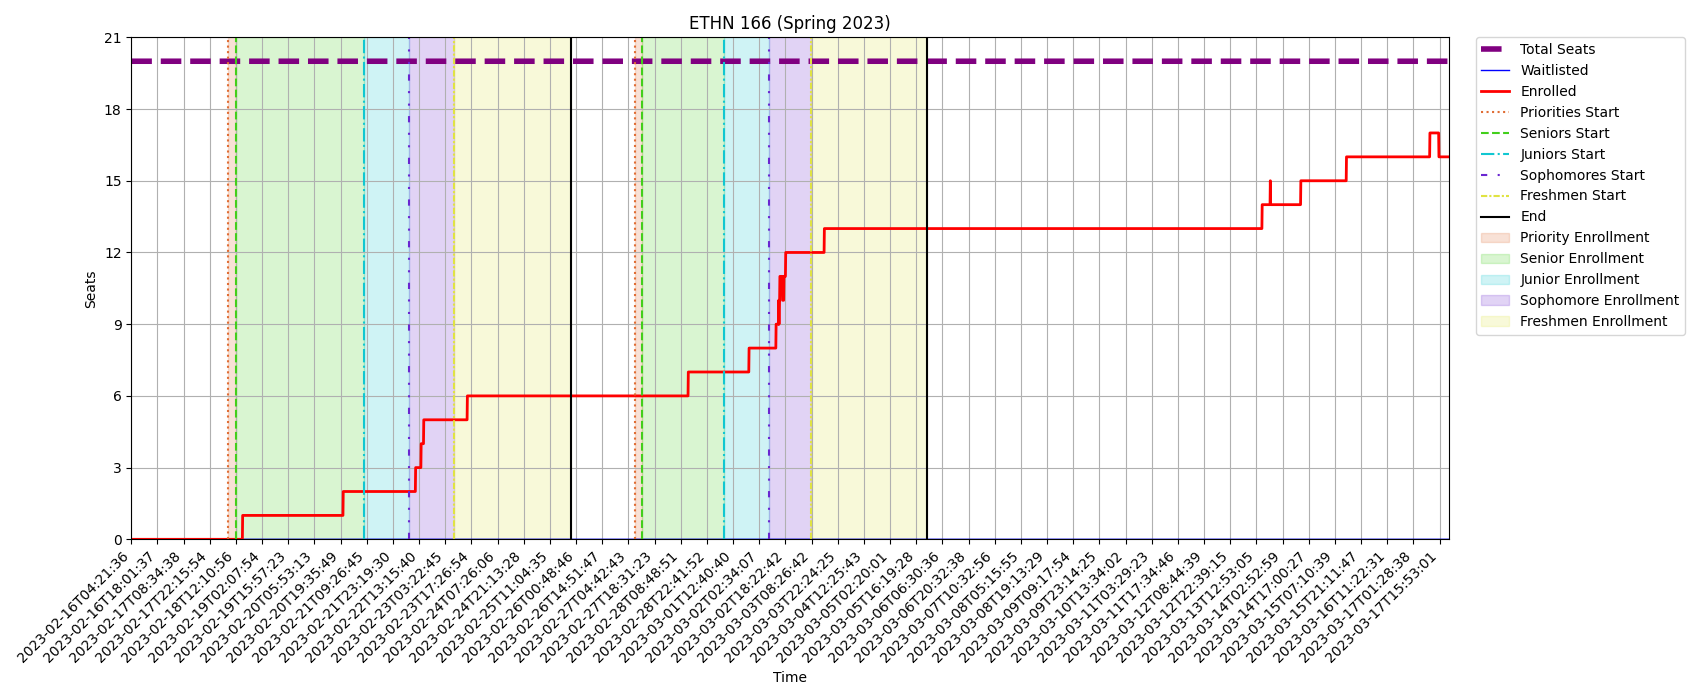 ETHN 166 (Spring 2023)
21
18
15
12
9
6
3
0
Seats
2023-02-16T04:21:36
2023-02-16T18:01:37
2023-02-17T08:34:38
2023-02-17T22:15:54
2023-02-18T12:10:56
2023-02-19T02:07:54
2023-02-19T15:57:23
2023-02-20T05:53:13
2023-02-20T19:35:49
2023-02-21T09:26:45
2023-02-21T23:19:30
2023-02-22T13:15:40
2023-02-23T03:22:45
2023-02-23T17:26:54
2023-02-24T07:26:06
2023-02-24T21:13:28
2023-02-25T11:04:35
2023-02-26T00:48:46
2023-02-26T14:51:47
2023-02-27T04:42:43
2023-02-27T18:31:23
2023-02-28T08:48:51
2023-02-28T22:41:52
2023-03-01T12:40:40
2023-03-02T02:34:07
2023-03-02T18:22:42
2023-03-03T08:26:42
2023-03-03T22:24:25
2023-03-04T12:25:43
2023-03-05T02:20:01
2023-03-05T16:19:28
2023-03-06T06:30:36
2023-03-06T20:32:38
2023-03-07T10:32:56
2023-03-08T05:15:55
2023-03-08T19:13:29
2023-03-09T09:17:54
2023-03-09T23:14:25
2023-03-10T13:34:02
2023-03-11T03:29:23
2023-03-11T17:34:46
2023-03-12T08:44:39
2023-03-12T22:39:15
2023-03-13T12:53:05
2023-03-14T02:52:59
2023-03-14T17:00:27
2023-03-15T07:10:39
2023-03-15T21:11:47
2023-03-16T11:22:31
2023-03-17T01:28:38
2023-03-17T15:53:01
Time
Total Seats
Waitlisted
Enrolled
Priorities Start
Seniors Start
Juniors Start
Sophomores Start
Freshmen Start
End
Priority Enrollment
Senior Enrollment
Junior Enrollment
Sophomore Enrollment
Freshmen Enrollment